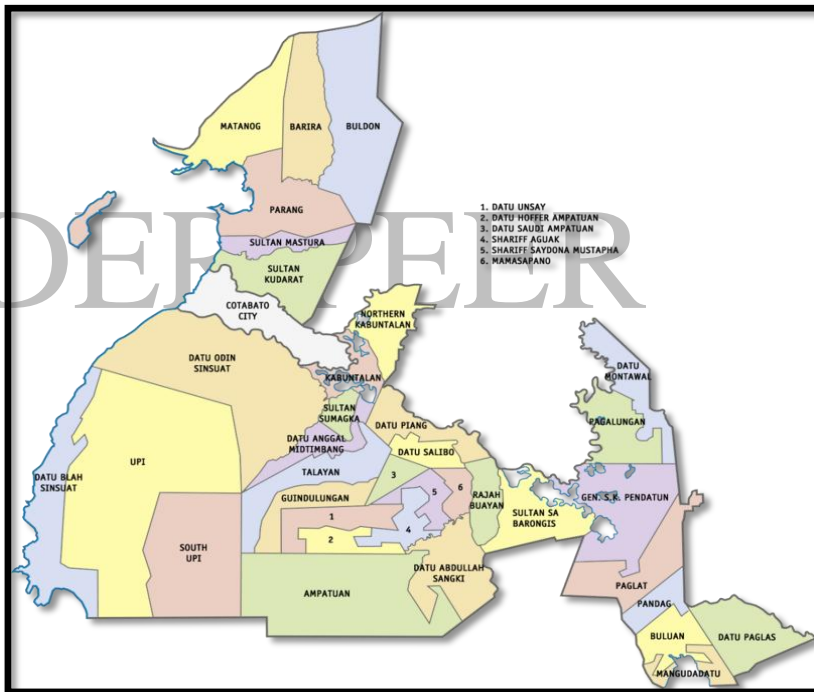 MATANOG
BARIRA
BULDON
PARANG
1. DATU UNSAY
2. DATU HOFFER AMPATUAN
3. DATU SAUDI AMPATUAN
4. SHARIFF AGUAK
5. SHARIFF SAYDONA MUSTAPHA
6. MAMASAPANO
DER PEER
SULTAN MASTURA
SULTAN
KUDARAT
COTABATO
CITY
NORTHERN
KABUNTALAN
DATU ODIN
SINSUAT
KABUNTALAN
DATU
MONTAWAL
SULTAN
SUMAGKA
DATU PIANG
PAGALUNGAN
DATU ANGGAL
MIDTIMBANG
DATU SALIBO
UPI
TALAYAN
DATU BLAH
SINSUAT
3
5
6
RAJAH
BUAYAN
GEN. S.K. PENDATUN
GUINDULUNGAN
1
2
4
SULTAN SA
BARONGIS
SOUTH
UPI
DATU ABDULLAH
SANGKI
AMPATUAN
PAGLAT
PANDAG
BULUAN
DATU PAGLAS
MANGUDADATU